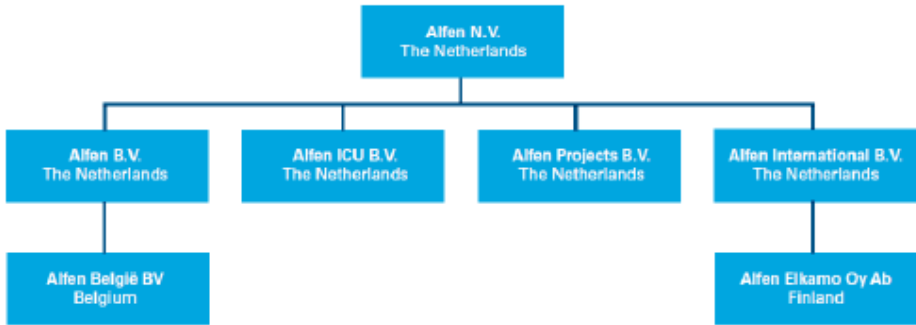 Alfen N.V.
The Netherlands
Alfen B.V.
The Netherlands
Alfen ICU B.V.
The Netherlands
Alfen Projects B.V.
The Netherlands
Alfen International B.V.
The Netherlands
Alfen België BV
Belgium
Alfen Elkamo Oy Ab
Finland